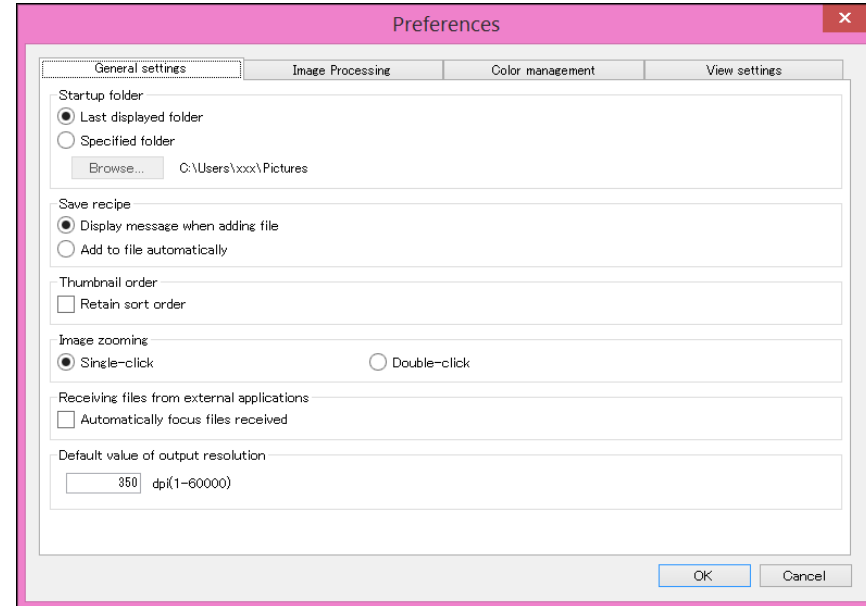 Preferences
General settings
Image Processing
Color management
View settings
Startup folder
Last displayed folder
Specified folder
Browse... C:\Users\xxx\Pictures
Save recipe
Display message when adding file
Add to file automatically
Thumbnail order
Retain sort order
Image zooming
Single-click Double-click
Receiving files from external applications
Automatically focus files received
Default value of output resolution
350 dpi(1-60000)
OK Cancel